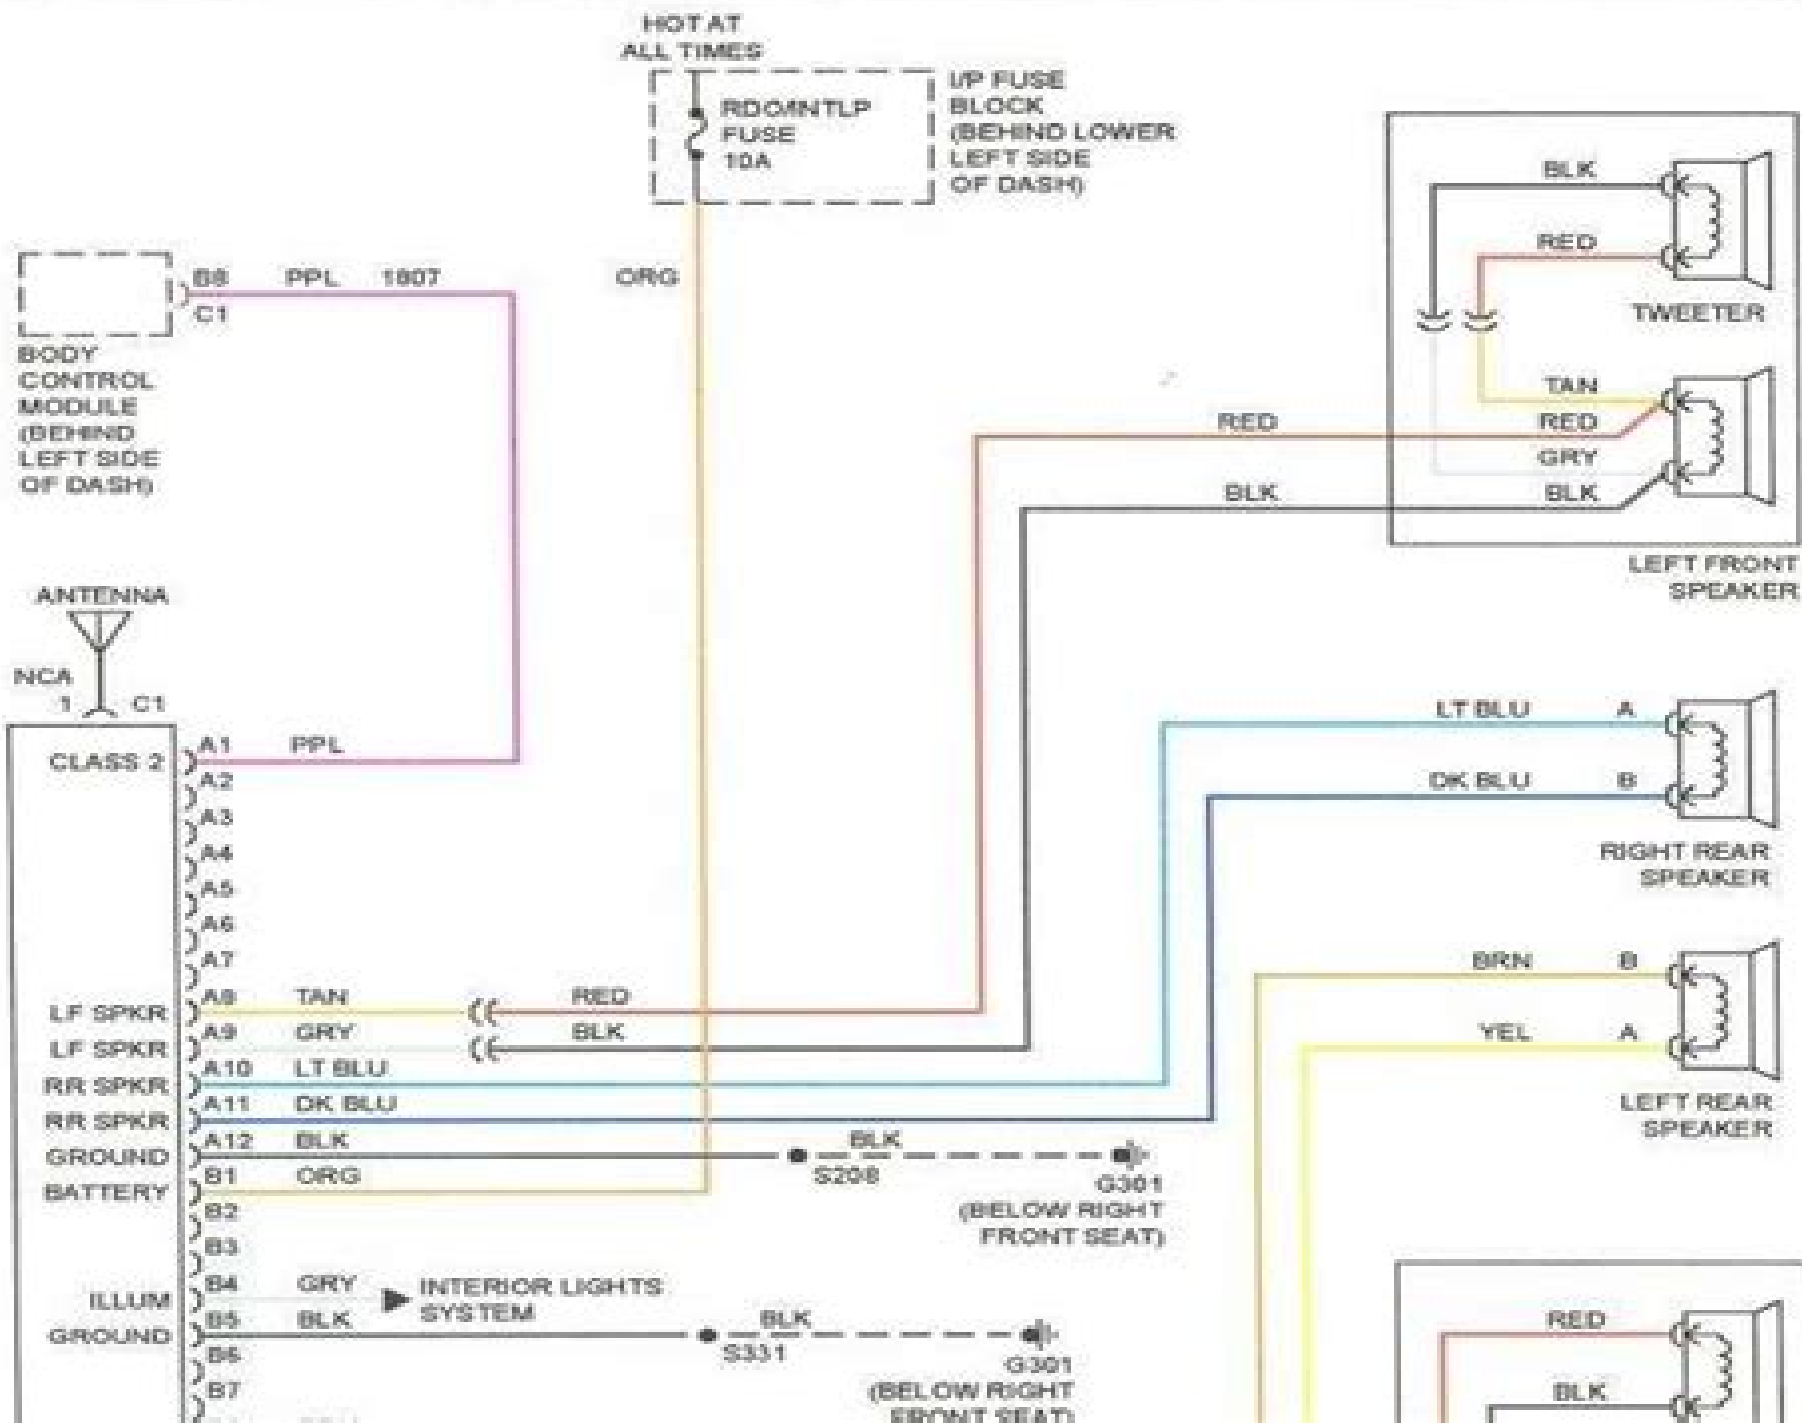 HOT AT
ALL TIMES
RDO/INTLP
FUSE
10A
I/P FUSE
BLOCK
(BEHIND LOWER
LEFT SIDE
OF DASH)
BLK
RED
TWEETER
TAN
RED
GRY
BLK
LEFT FRONT
SPEAKER
B8 PPL 1807
C1
BODY
CONTROL
MODULE
(BEHIND
LEFT SIDE
OF DASH)
ORG
RED
BLK
ANTENNA
NCA
1 C1
CLASS 2 A1 PPL
A2
A3
A4
A5
A6
A7
LF SPKR A8 TAN RED
LF SPKR A9 GRY BLK
RR SPKR A10 LT BLU
RR SPKR A11 DK BLU
GROUND A12 BLK BLK
S206
G301
(BELOW RIGHT
FRONT SEAT)
BATTERY B1 ORG
B2
B3
ILLUM B4 GRY
INTERIOR LIGHTS
SYSTEM
GROUND B5 BLK BLK
S331
G301
(BELOW RIGHT
FRONT SEAT)
B6
B7
LT BLU A
DK BLU B
RIGHT REAR
SPEAKER
BRN B
YEL A
LEFT REAR
SPEAKER
RED
BLK